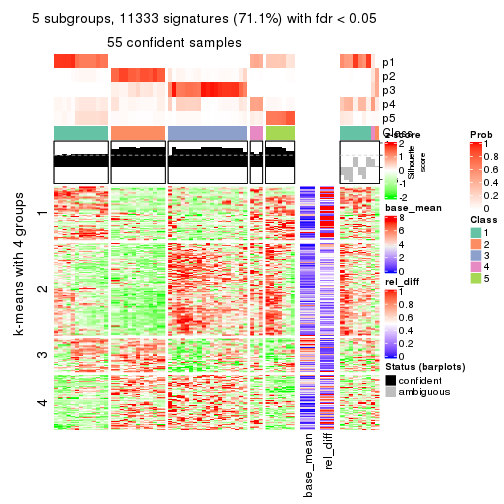 5 subgroups, 11333 signatures (71.1%) with fdr < 0.05
55 confident samples
p1
p2
p3
p4
p5
Class
z-score
2
1
0
-1
-2
Silhouette
score
Prob
1
0.8
0.6
0.4
0.2
0
base_mean
8
6
4
2
0
Class
1
2
3
4
5
rel_diff
1
0.8
0.6
0.4
0.2
0
Status (barplots)
confident
ambiguous
k-means with 4 groups
1
2
3
4
base_mean
rel_diff